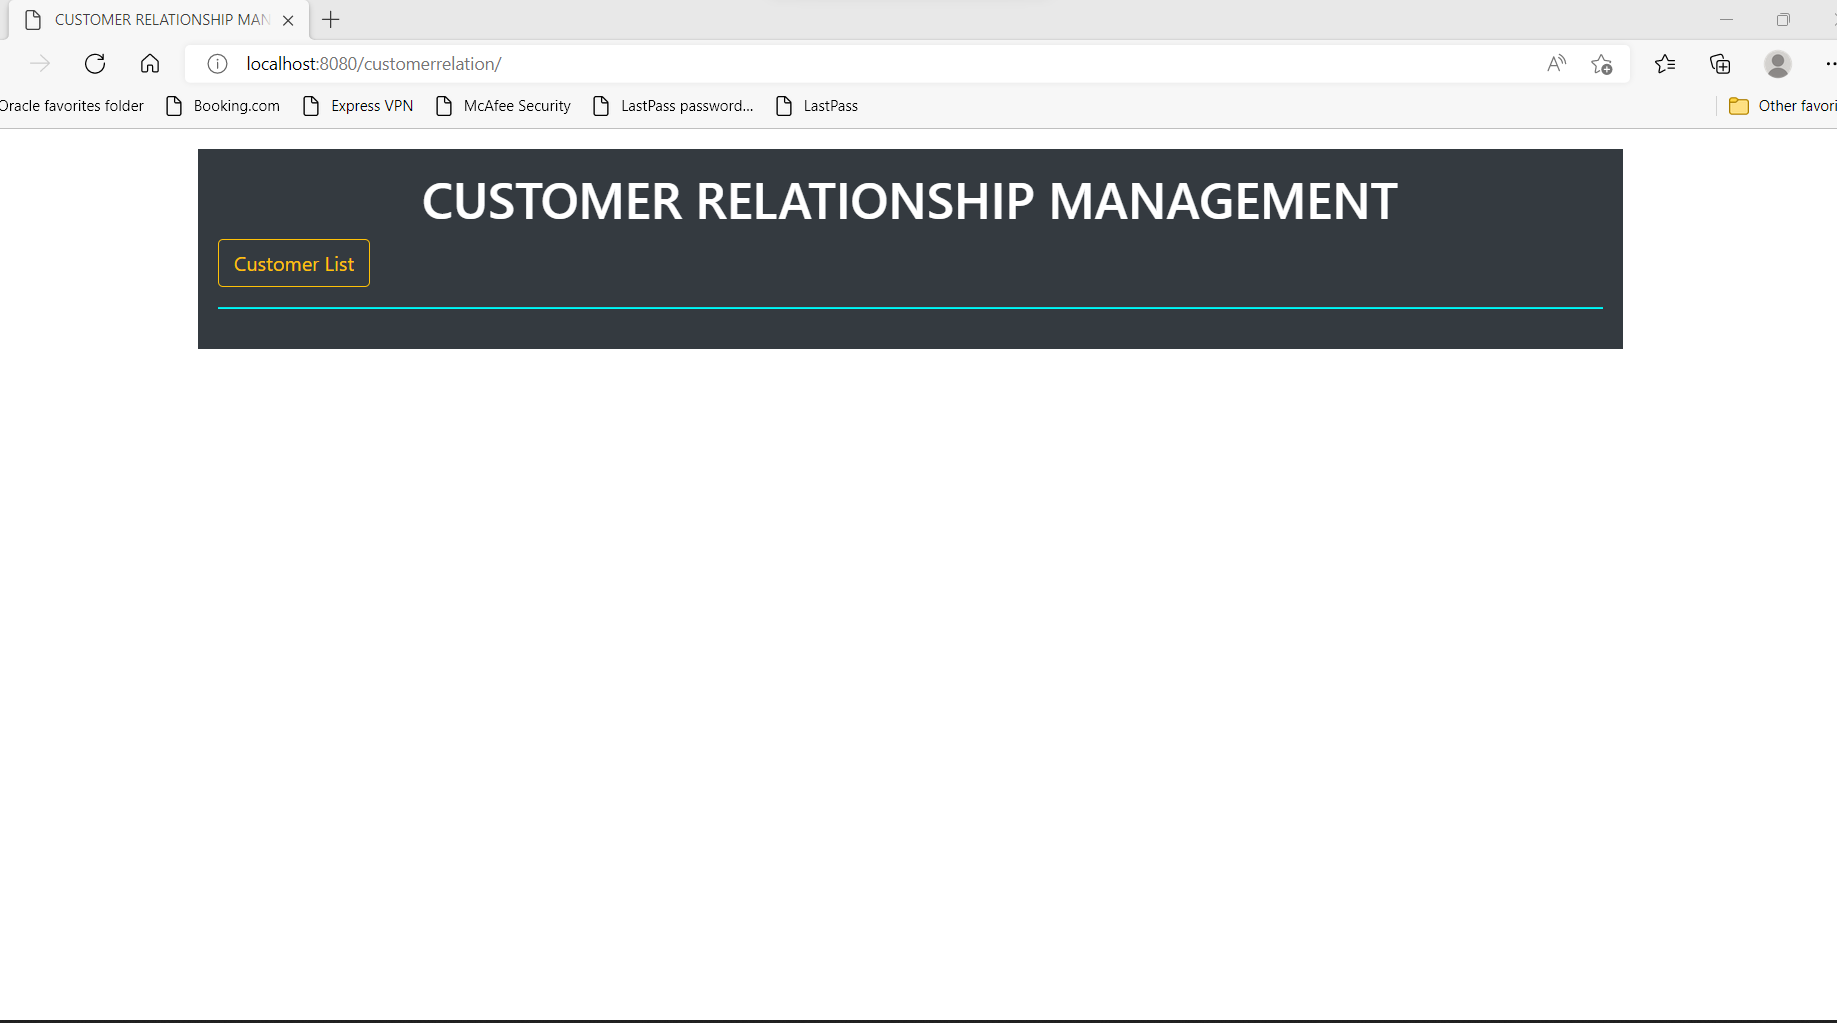 CUSTOMER RELATIONSHIP MAN
localhost:8080/customerrelation/
Oracle favorites folder Booking.com Express VPN McAfee Security LastPass password... LastPass Other favori
CUSTOMER RELATIONSHIP MANAGEMENT
Customer List